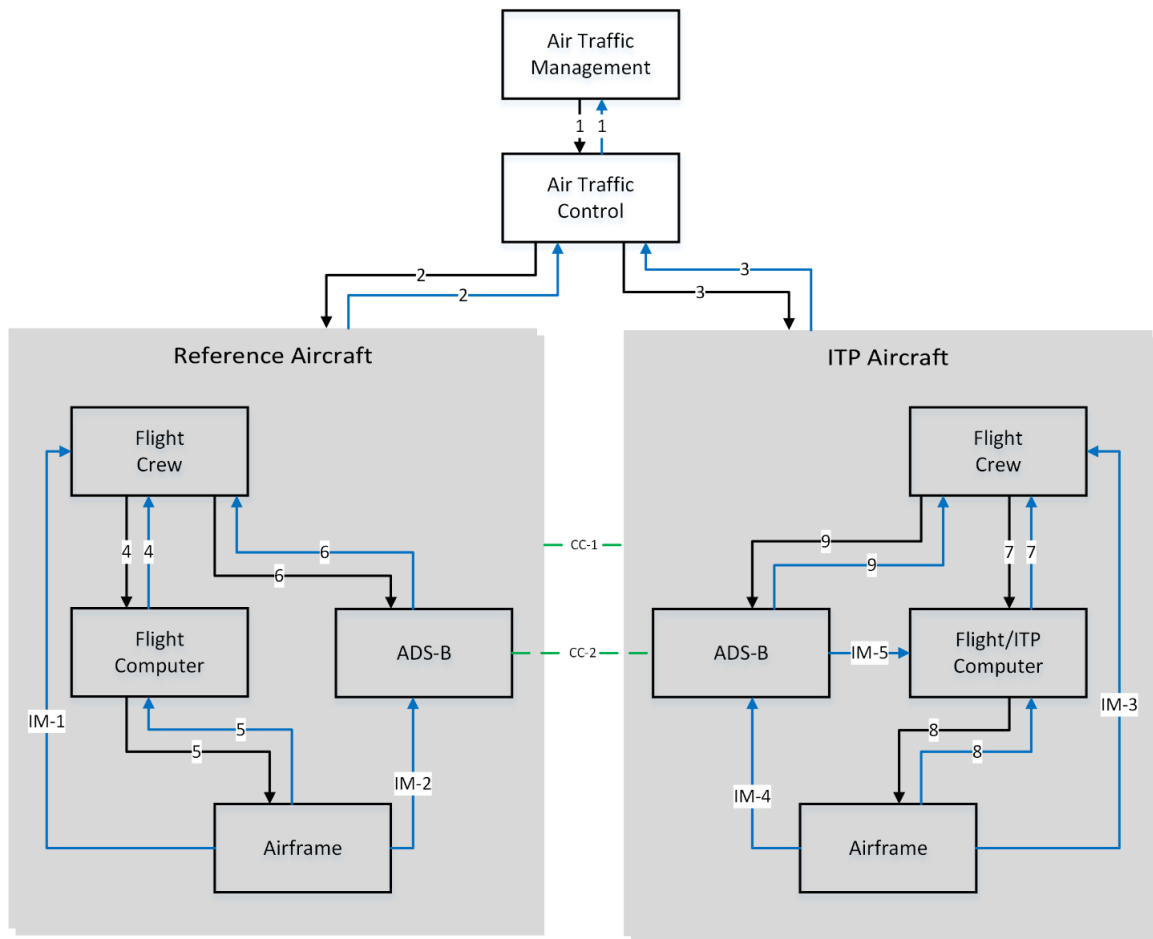 Air Traffic
Management
1 1
Air Traffic
Control
2
3
2
3
Reference Aircraft
ITP Aircraft
Flight
Crew
Flight
Crew
4 4
6
6
CC-1
9
9
7 7
Flight
Computer
ADS-B
CC-2
ADS-B
IM-5
Flight/ITP
Computer
IM-1
5
5
IM-2
IM-4
8
8
IM-3
Airframe
Airframe